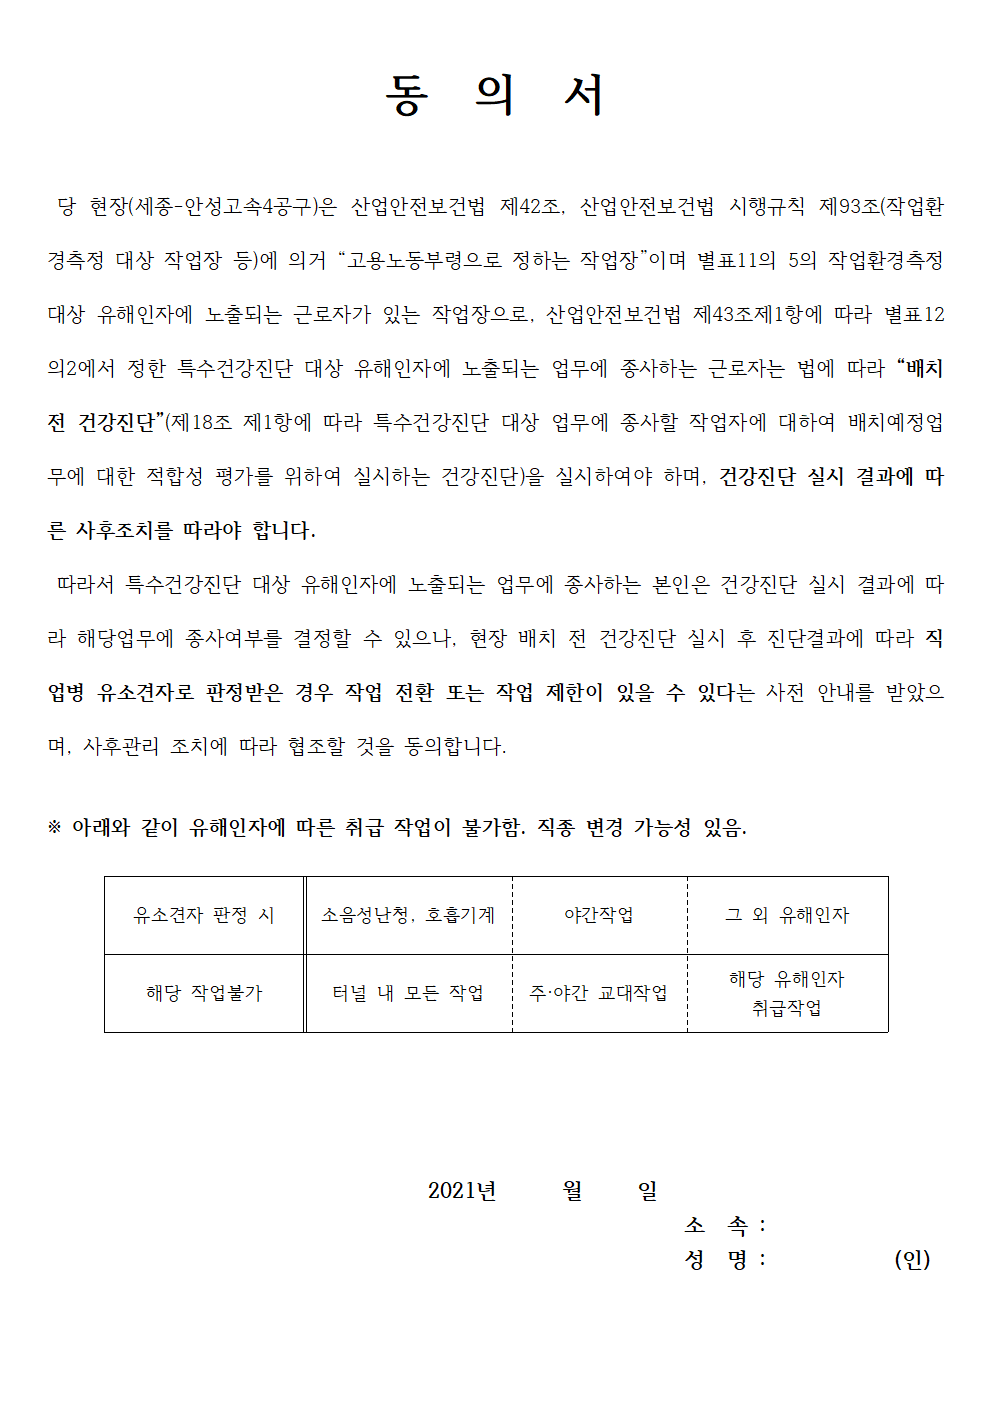 동 의 서
당 현장(세종-안성고속4공구)은 산업안전보건법 제42조, 산업안전보건법 시행규칙 제93조(작업환
경측정 대상 작업장 등)에 의거 “고용노동부령으로 정하는 작업장”이며 별표11의 5의 작업환경측정
대상 유해인자에 노출되는 근로자가 있는 작업장으로, 산업안전보건법 제43조제1항에 따라 별표12
의2에서 정한 특수건강진단 대상 유해인자에 노출되는 업무에 종사하는 근로자는 법에 따라 “배치
전 건강진단”(제18조 제1항에 따라 특수건강진단 대상 업무에 종사할 작업자에 대하여 배치예정업
무에 대한 적합성 평가를 위하여 실시하는 건강진단)을 실시하여야 하며, 건강진단 실시 결과에 따
른 사후조치를 따라야 합니다.
따라서 특수건강진단 대상 유해인자에 노출되는 업무에 종사하는 본인은 건강진단 실시 결과에 따
라 해당업무에 종사여부를 결정할 수 있으나, 현장 배치 전 건강진단 실시 후 진단결과에 따라 직
업병 유소견자로 판정받은 경우 작업 전환 또는 작업 제한이 있을 수 있다는 사전 안내를 받았으
며, 사후관리 조치에 따라 협조할 것을 동의합니다.
※ 아래와 같이 유해인자에 따른 취급 작업이 불가함. 직종 변경 가능성 있음.
유소견자 판정 시 소음성난청, 호흡기계 야간작업 그 외 유해인자
해당 작업불가 터널 내 모든 작업 주·야간 교대작업 해당 유해인자
취급작업
2021년 월 일
소 속 :
성 명 : (인)